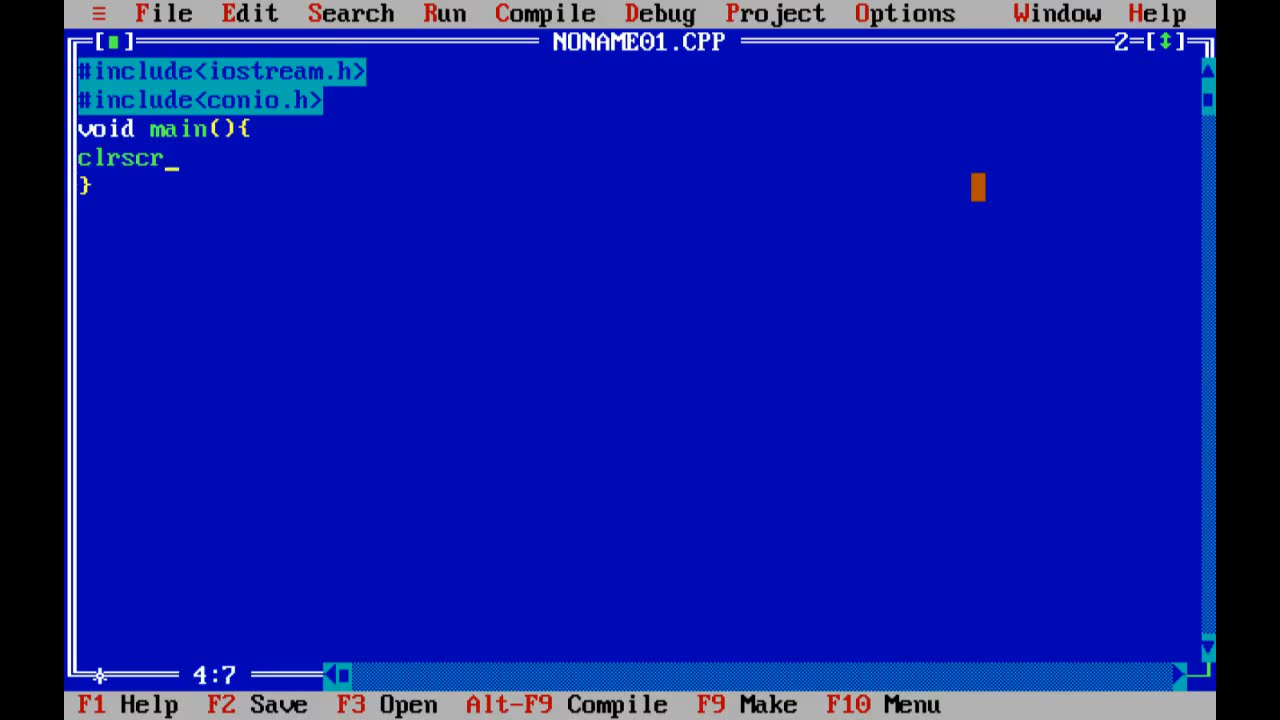 ≡ File Edit Search Run Compile Debug Project Options Window Help
[■] NONAME01.CPP 2=[↕]
#include<iostream.h>
#include<conio.h>
void main(){
clrscr_
}
4:7
F1 Help F2 Save F3 Open Alt-F9 Compile F9 Make F10 Menu